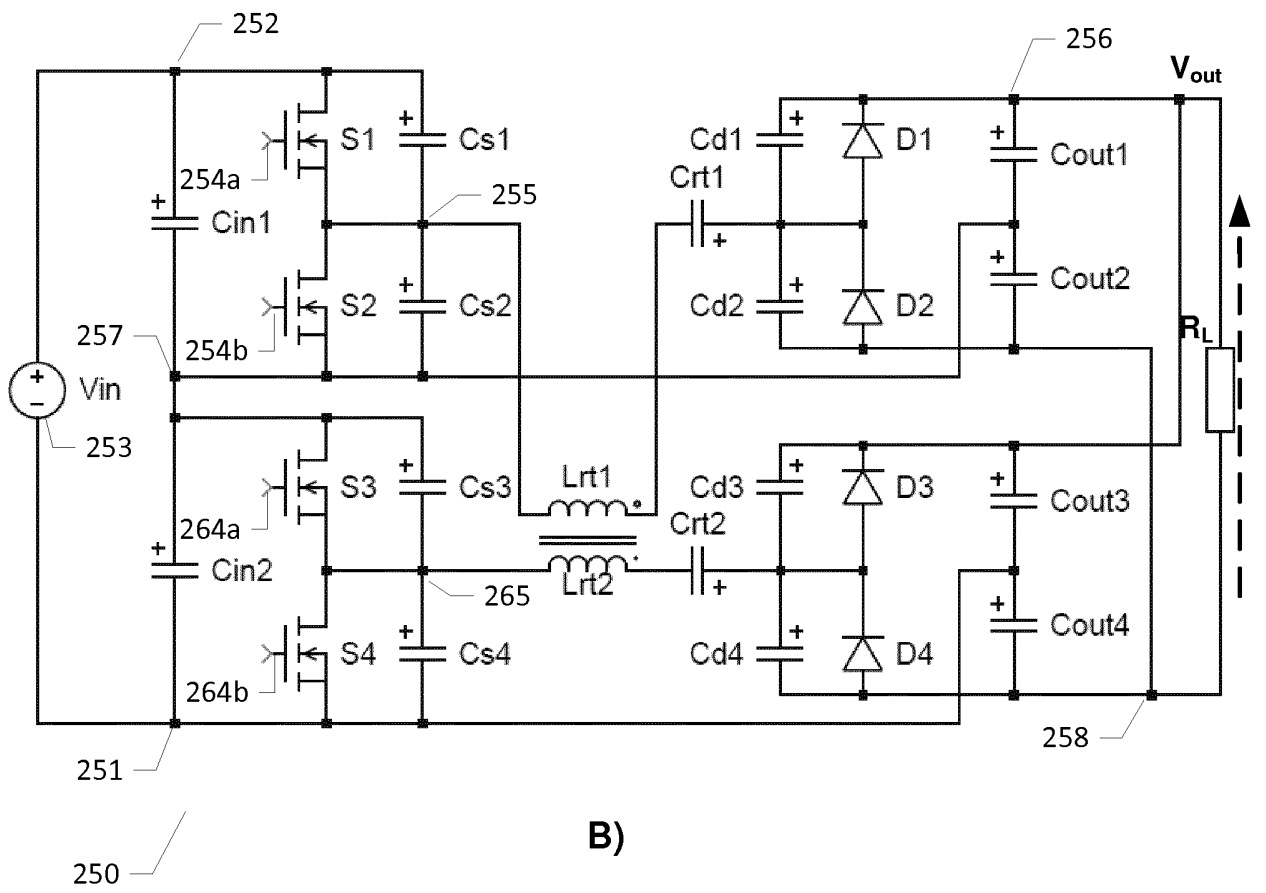 252
256
Vout
S1
Cs1
Cd1
D1
Cout1
254a
Crt1
255
Cin1
S2
Cs2
Cd2
D2
Cout2
257
254b
RL
Vin
253
S3
Cs3
Lrt1
Cd3
D3
Cout3
264a
Crt2
Cin2
Lrt2
265
S4
Cs4
Cd4
D4
Cout4
264b
258
251
B)
250